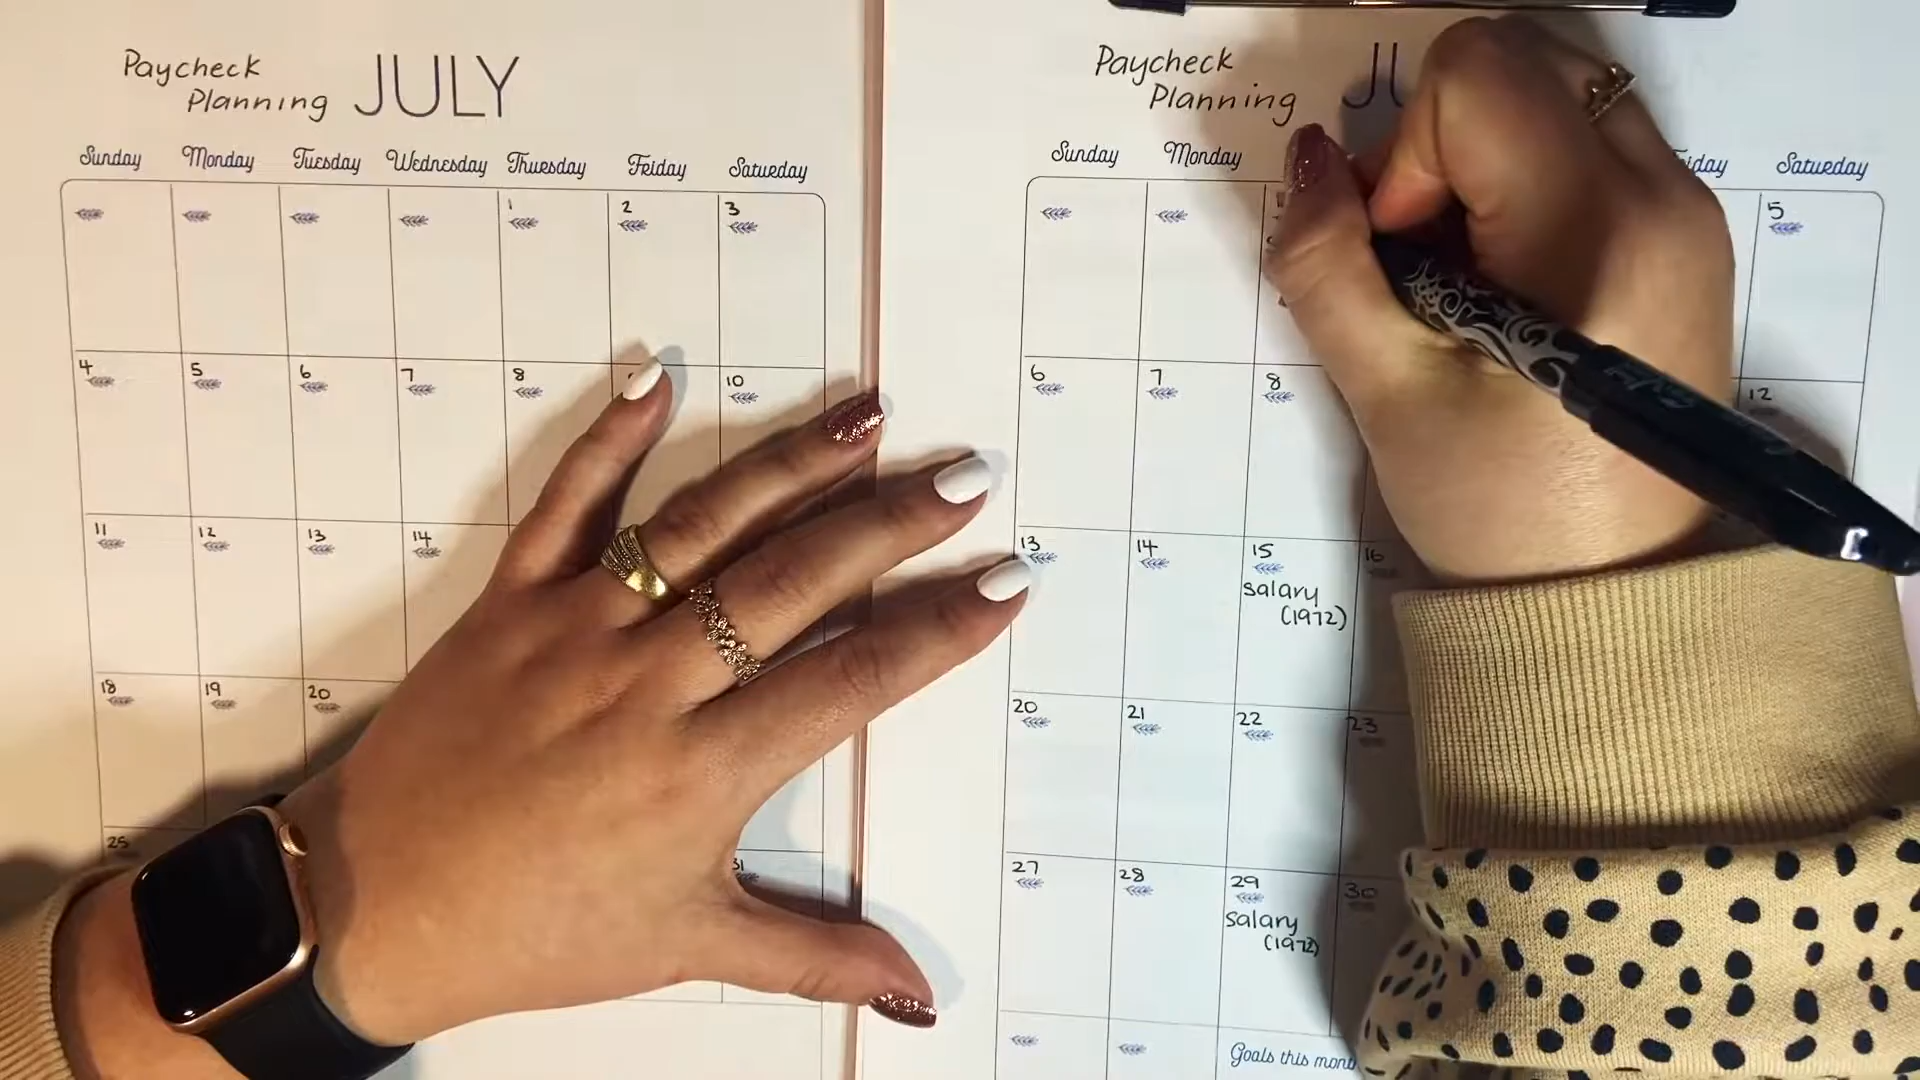 Paycheck
Planning JULY
Sunday Monday Tuesday Wednesday Thursday Friday Saturday
1 2 3
4 5 6 7 8 10
11 12 13 14
18 19 20
25 31
Paycheck
Planning
Sunday Monday Saturday
5
6 7 8 12
13 14 15 16
salary
(1972)
20 21 22 23
27 28 29 30
salary
(1972)
Goals this